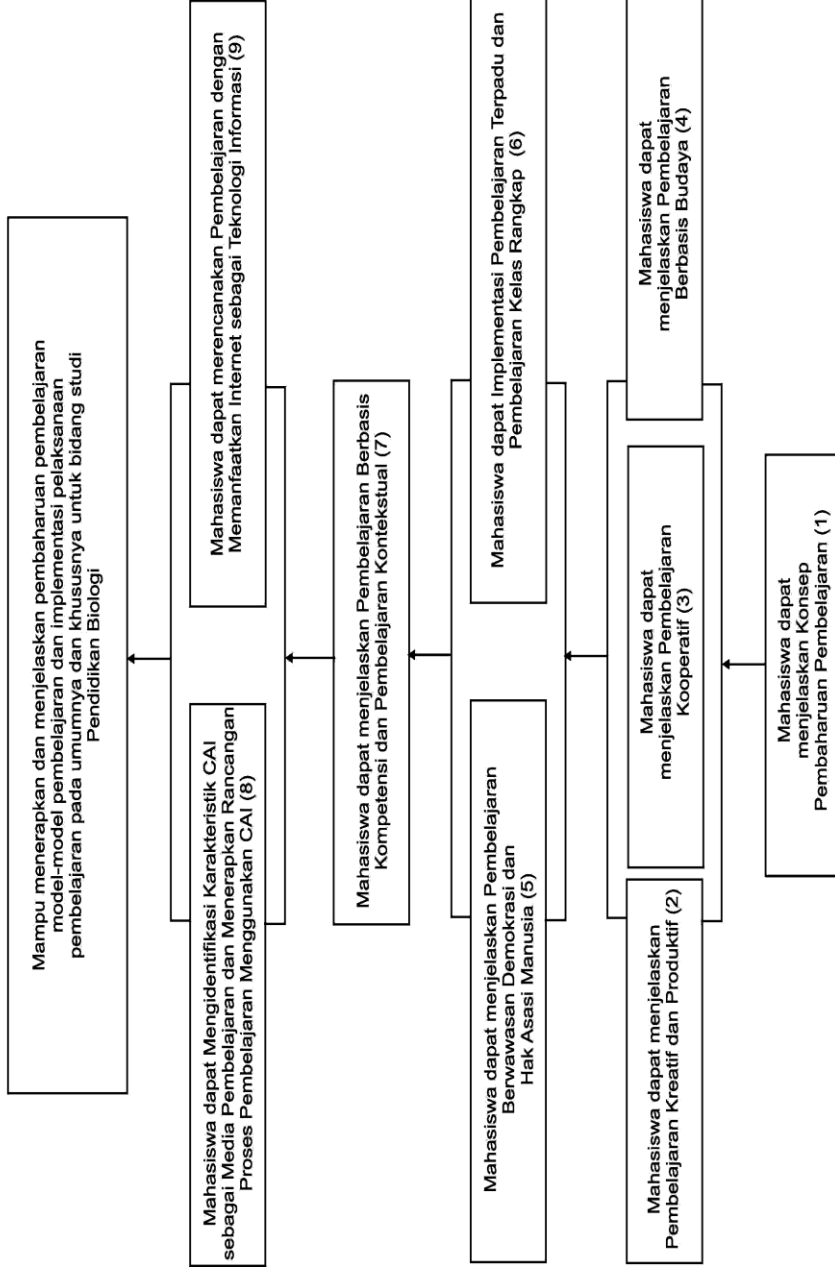 Mampu menerapkan dan menjelaskan pembaharuan pembelajaran
model-model pembelajaran dan implementasi pelaksanaan
pembelajaran pada umumnya dan khususnya untuk bidang studi
Pendidikan Biologi
Mahasiswa dapat Mengidentifikasi Karakteristik CAI
sebagai Media Pembelajaran dan Menerapkan Rancangan
Proses Pembelajaran Menggunakan CAI (8)
Mahasiswa dapat merencanakan Pembelajaran dengan
Memanfaatkan Internet sebagai Teknologi Informasi (9)
Mahasiswa dapat menjelaskan Pembelajaran Berbasis
Kompetensi dan Pembelajaran Kontekstual (7)
Mahasiswa dapat menjelaskan Pembelajaran
Berwawasan Demokrasi dan
Hak Asasi Manusia (5)
Mahasiswa dapat Implementasi Pembelajaran Terpadu dan
Pembelajaran Kelas Rangkap (6)
Mahasiswa dapat menjelaskan
Pembelajaran Kreatif dan Produktif (2)
Mahasiswa dapat
menjelaskan Pembelajaran
Kooperatif (3)
Mahasiswa dapat
menjelaskan Pembelajaran
Berbasis Budaya (4)
Mahasiswa dapat
menjelaskan Konsep
Pembaharuan Pembelajaran (1)